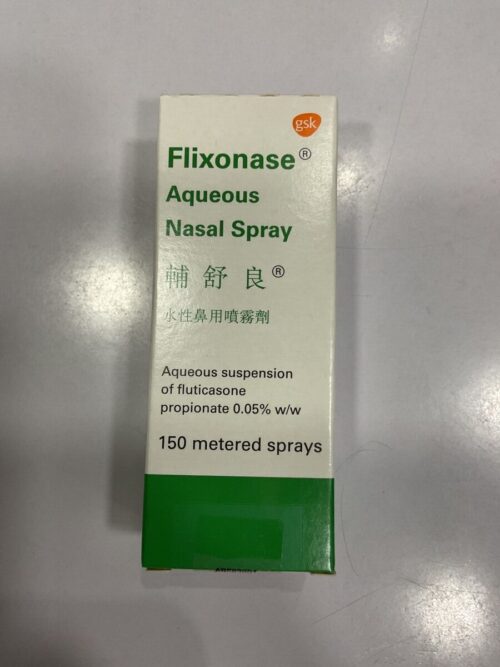 gsk
Flixonase®
Aqueous
Nasal Spray
輔舒良®
水性鼻用噴霧劑
Aqueous suspension
of fluticasone
propionate 0.05% w/w
150 metered sprays